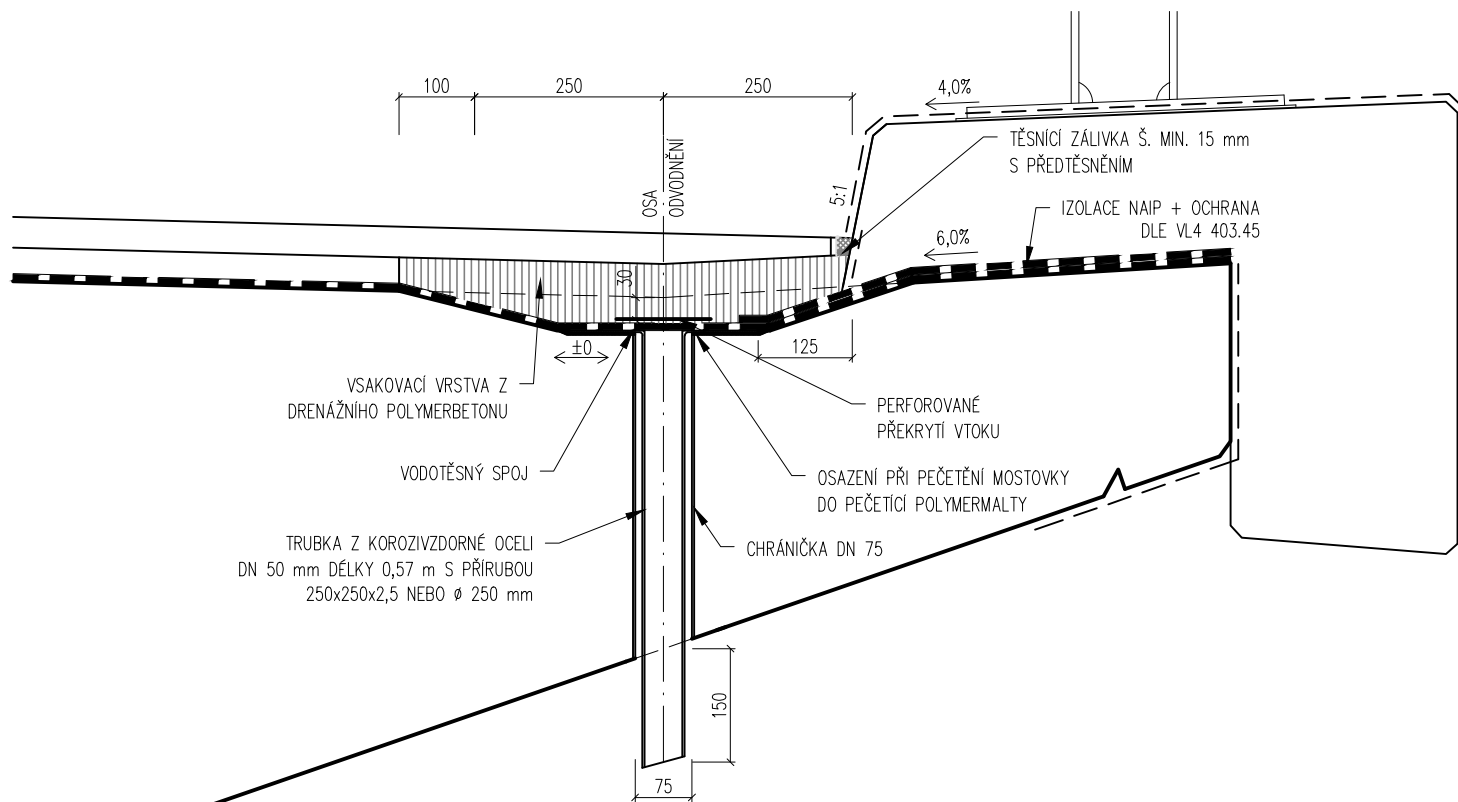 100
250
250
4,0%
TĚSNÍCÍ ZÁLIVKA Š. MIN. 15 mm
S PŘEDTĚSNĚNÍM
OSA
ODVODNĚNÍ
5:1
IZOLACE NAIP + OCHRANA
DLE VL4 403.45
6,0%
30
±0
125
VSAKOVACÍ VRSTVA Z
DRENÁŽNÍHO POLYMERBETONU
PERFOROVANÉ
PŘEKRYTÍ VTOKU
VODOTĚSNÝ SPOJ
OSAZENÍ PŘI PEČETĚNÍ MOSTOVKY
DO PEČETÍCÍ POLYMERMALTY
TRUBKA Z KOROZIVZDORNÉ OCELI
DN 50 mm DÉLKY 0,57 m S PŘÍRUBOU
250x250x2,5 NEBO ø 250 mm
CHRÁNIČKA DN 75
150
75